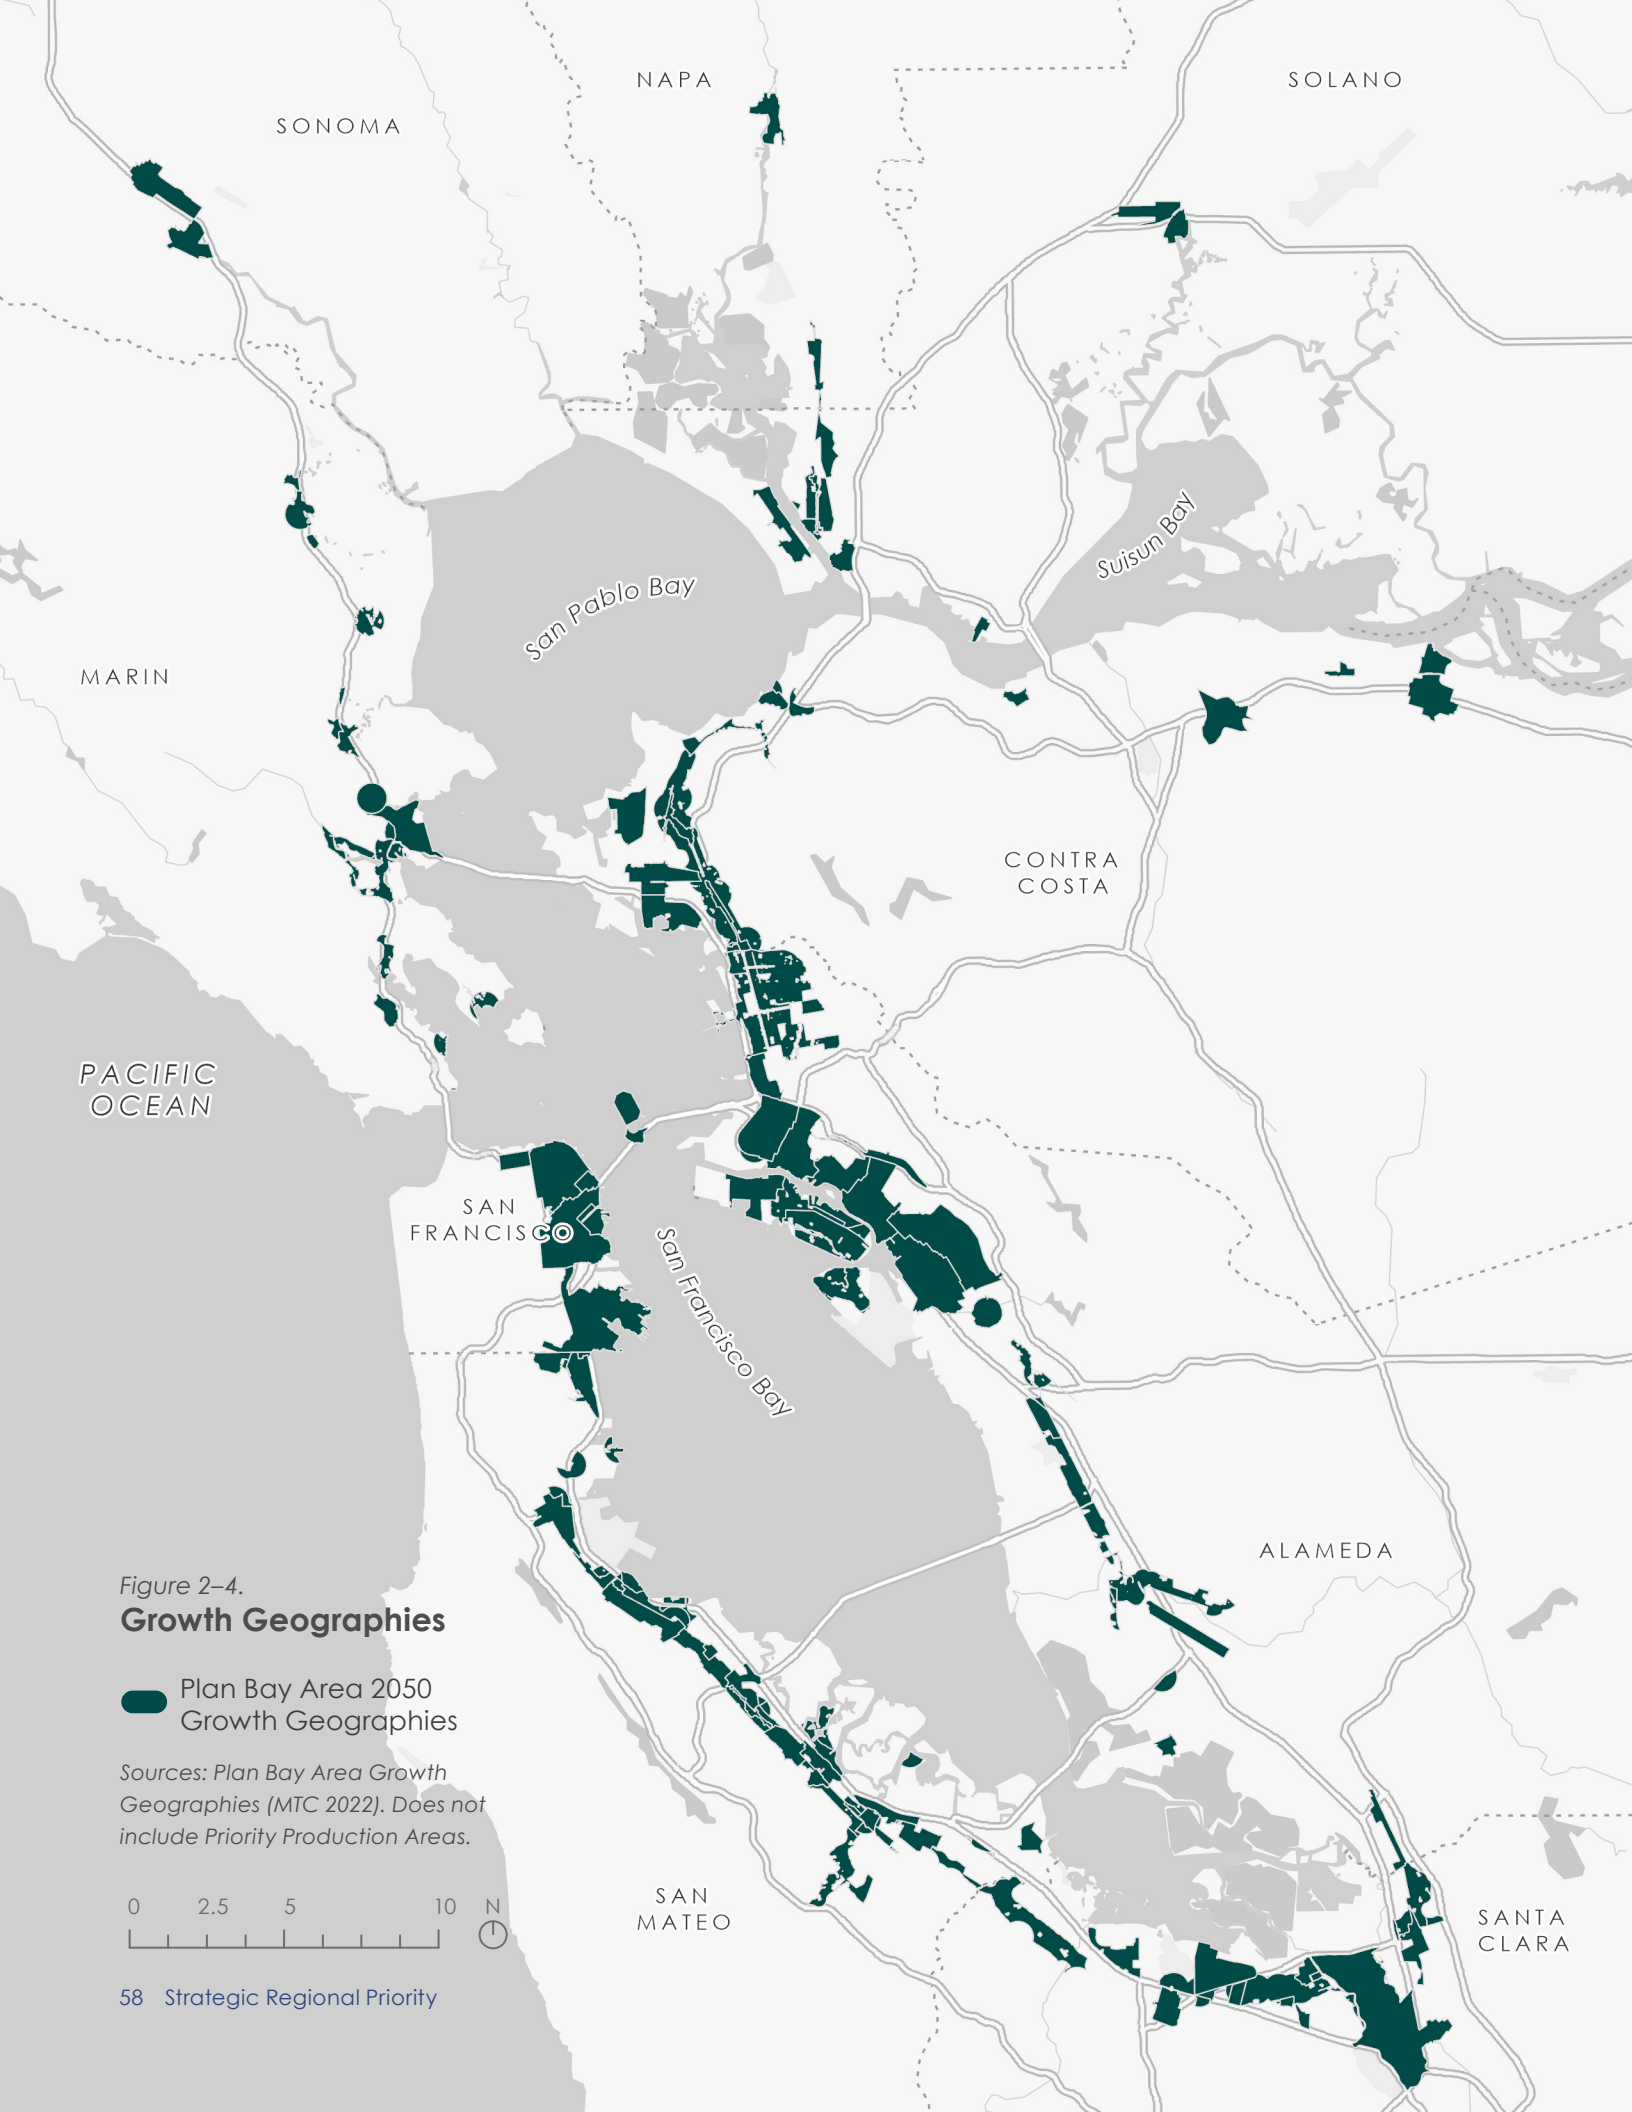 NAPA
SOLANO
SONOMA
Suisun Bay
San Pablo Bay
MARIN
CONTRA
COSTA
PACIFIC
OCEAN
SAN
FRANCISCO
San Francisco Bay
ALAMEDA
Figure 2–4.
Growth Geographies
Plan Bay Area 2050
Growth Geographies
Sources: Plan Bay Area Growth
Geographies (MTC 2022). Does not
include Priority Production Areas.
0 2.5 5 10 N
SAN
MATEO
SANTA
CLARA
58 Strategic Regional Priority